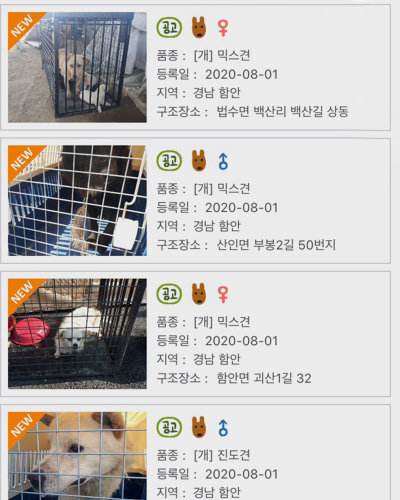 NEW
공고
품종 : [개] 믹스견
등록일 : 2020-08-01
지역 : 경남 함안
구조장소 : 법수면 백산리 백산길 상동
NEW
공고
품종 : [개] 믹스견
등록일 : 2020-08-01
지역 : 경남 함안
구조장소 : 산인면 부봉2길 50번지
NEW
공고
품종 : [개] 믹스견
등록일 : 2020-08-01
지역 : 경남 함안
구조장소 : 함안면 괴산1길 32
NEW
공고
품종 : [개] 진도견
등록일 : 2020-08-01
지역 : 경남 함안